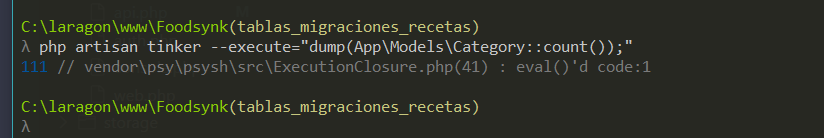 C:\laragon\www\Foodsynk(tablas_migraciones_recetas)
λ php artisan tinker --execute="dump(App\Models\Category::count());"
111 // vendor\psy\psysh\src\ExecutionClosure.php(41) : eval()'d code:1
C:\laragon\www\Foodsynk(tablas_migraciones_recetas)
λ